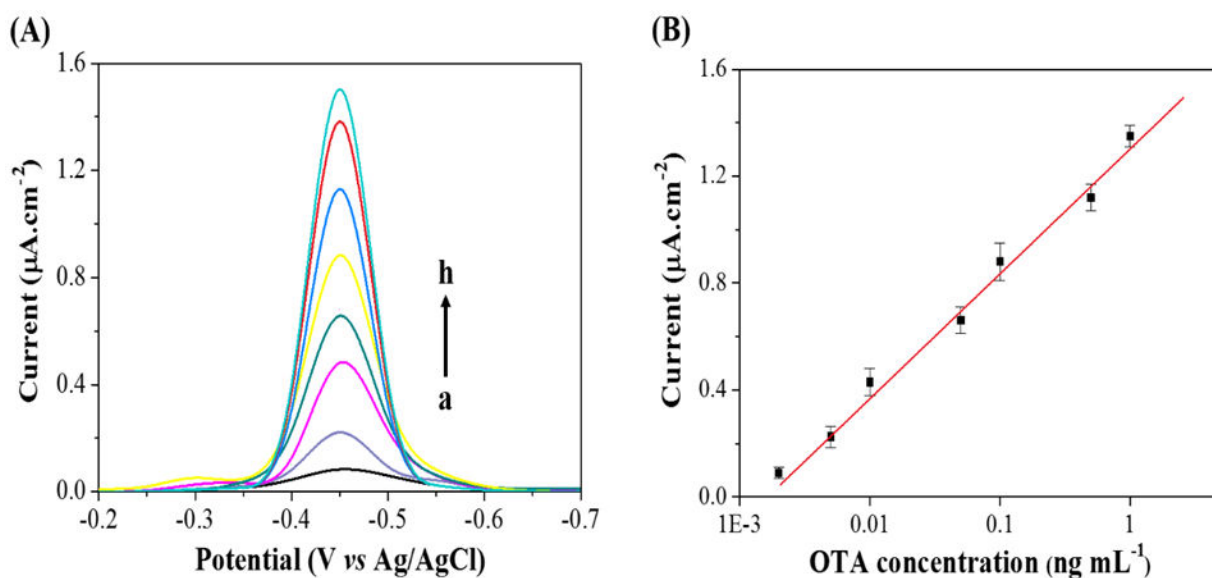 (A)
1.6
1.2
0.8
0.4
0.0
Current (µA.cm⁻²)
h
a
-0.2 -0.3 -0.4 -0.5 -0.6 -0.7
Potential (V vs Ag/AgCl)
(B)
1.6
1.2
0.8
0.4
0.0
Current (µA.cm⁻²)
1E-3 0.01 0.1 1
OTA concentration (ng mL⁻¹)